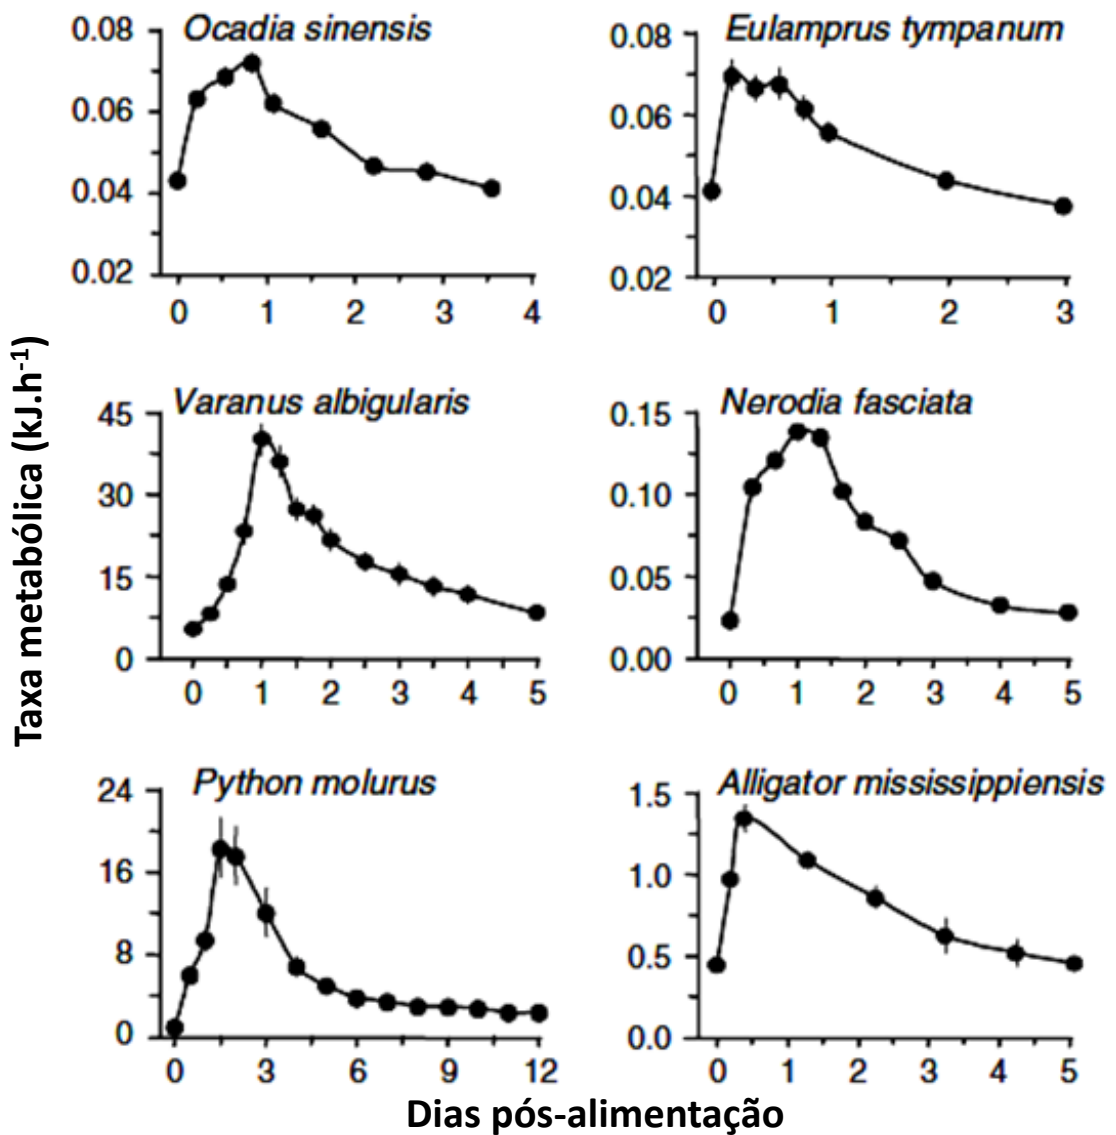 Taxa metabólica (kJ.h-1)
Ocadia sinensis
0.08
0.06
0.04
0.02
0 1 2 3 4
Eulamprus tympanum
0.08
0.06
0.04
0.02
0 1 2 3
Varanus albigularis
45
30
15
0
0 1 2 3 4 5
Nerodia fasciata
0.15
0.10
0.05
0.00
0 1 2 3 4 5
Python molurus
24
16
8
0
0 3 6 9 12
Alligator mississippiensis
1.5
1.0
0.5
0.0
0 1 2 3 4 5
Dias pós-alimentação